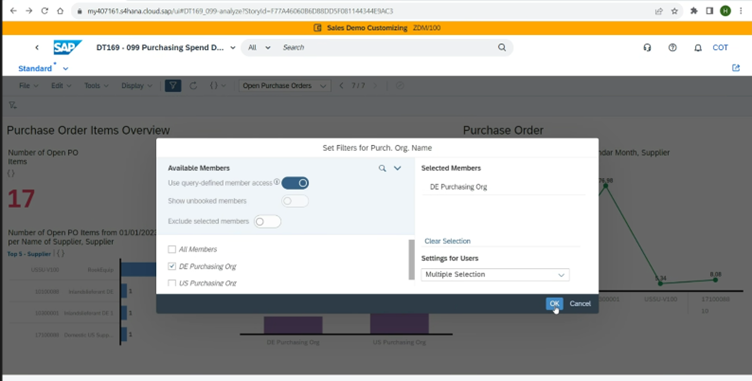 my407161.s4hana.cloud.sap/ui#DT169_099-analyze?StoryId=F77A46060B6D88DD5F081144344E9AC3
H
Sales Demo Customizing ZDM/100
SAP DT169 - 099 Purchasing Spend D... All Search COT
Standard *
File Edit Tools Display Open Purchase Orders 7 / 7
Purchase Order Items Overview
Purchase Order
Number of Open PO
Items
{}
17
Number of Open PO Items from 01/01/202
per Name of Supplier, Supplier
Top 5 - Supplier {}
1
1
1
DE Purchasing Org US Purchasing Org
ndar Month, Supplier
Set Filters for Purch. Org. Name
Available Members
Use query-defined member access
Show unbooked members
Exclude selected members
All Members
DE Purchasing Org
US Purchasing Org
Selected Members
DE Purchasing Org
Clear Selection
Settings for Users
Multiple Selection
OK Cancel